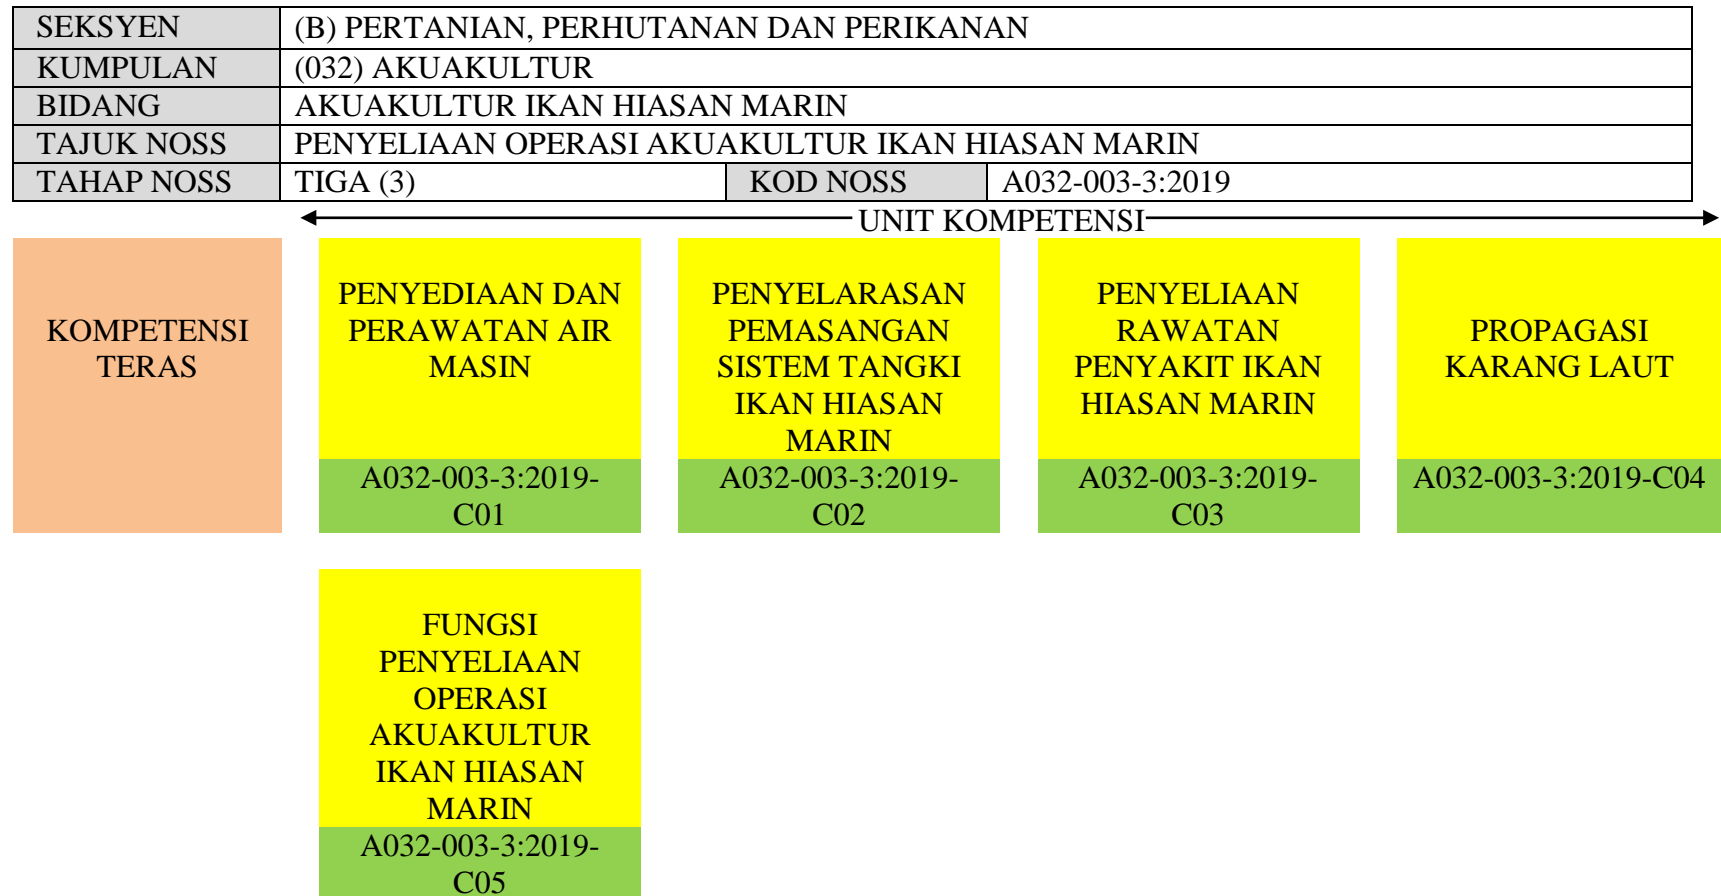 SEKSYEN (B) PERTANIAN, PERHUTANAN DAN PERIKANAN
KUMPULAN (032) AKUAKULTUR
BIDANG AKUAKULTUR IKAN HIASAN MARIN
TAJUK NOSS PENYELIAAN OPERASI AKUAKULTUR IKAN HIASAN MARIN
TAHAP NOSS TIGA (3) KOD NOSS A032-003-3:2019
UNIT KOMPETENSI
KOMPETENSI
TERAS
PENYEDIAAN DAN
PERAWATAN AIR
MASIN
A032-003-3:2019-
C01
PENYELARASAN
PEMASANGAN
SISTEM TANGKI
IKAN HIASAN
MARIN
A032-003-3:2019-
C02
PENYELIAAN
RAWATAN
PENYAKIT IKAN
HIASAN MARIN
A032-003-3:2019-
C03
PROPAGASI
KARANG LAUT
A032-003-3:2019-C04
FUNGSI
PENYELIAAN
OPERASI
AKUAKULTUR
IKAN HIASAN
MARIN
A032-003-3:2019-
C05